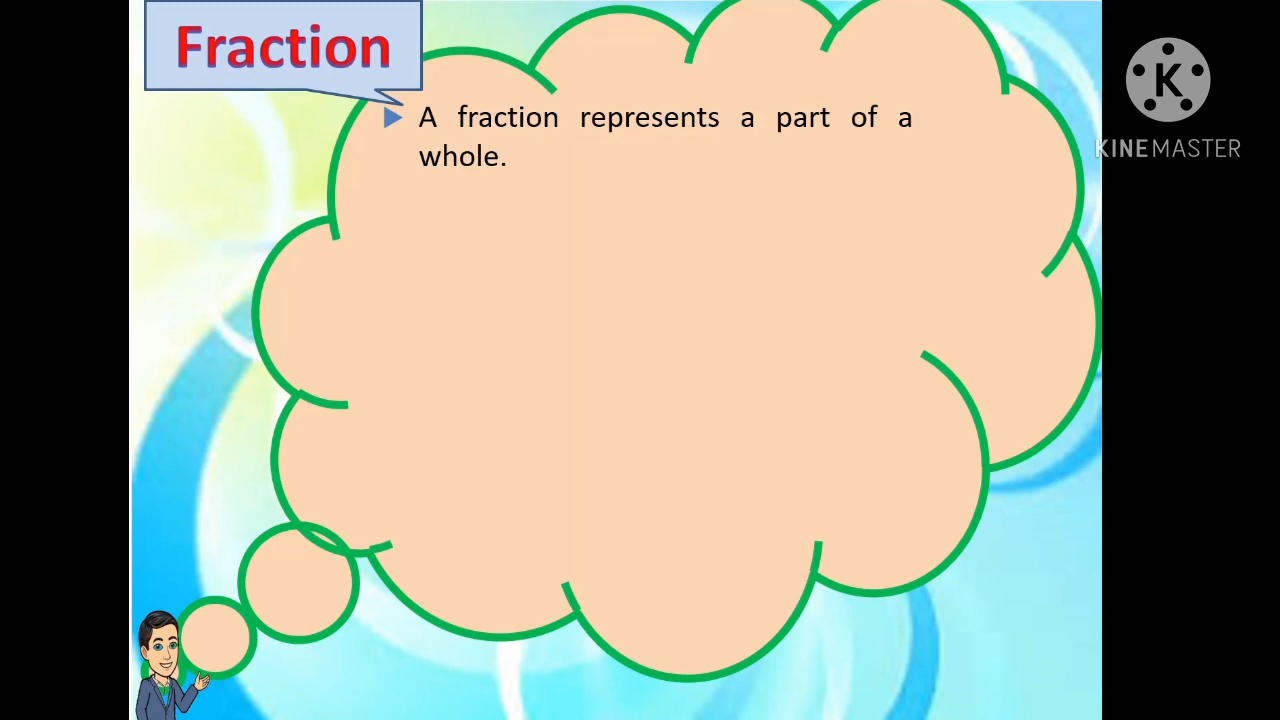 Fraction
A fraction represents a part of a
whole.
K
KINEMASTER